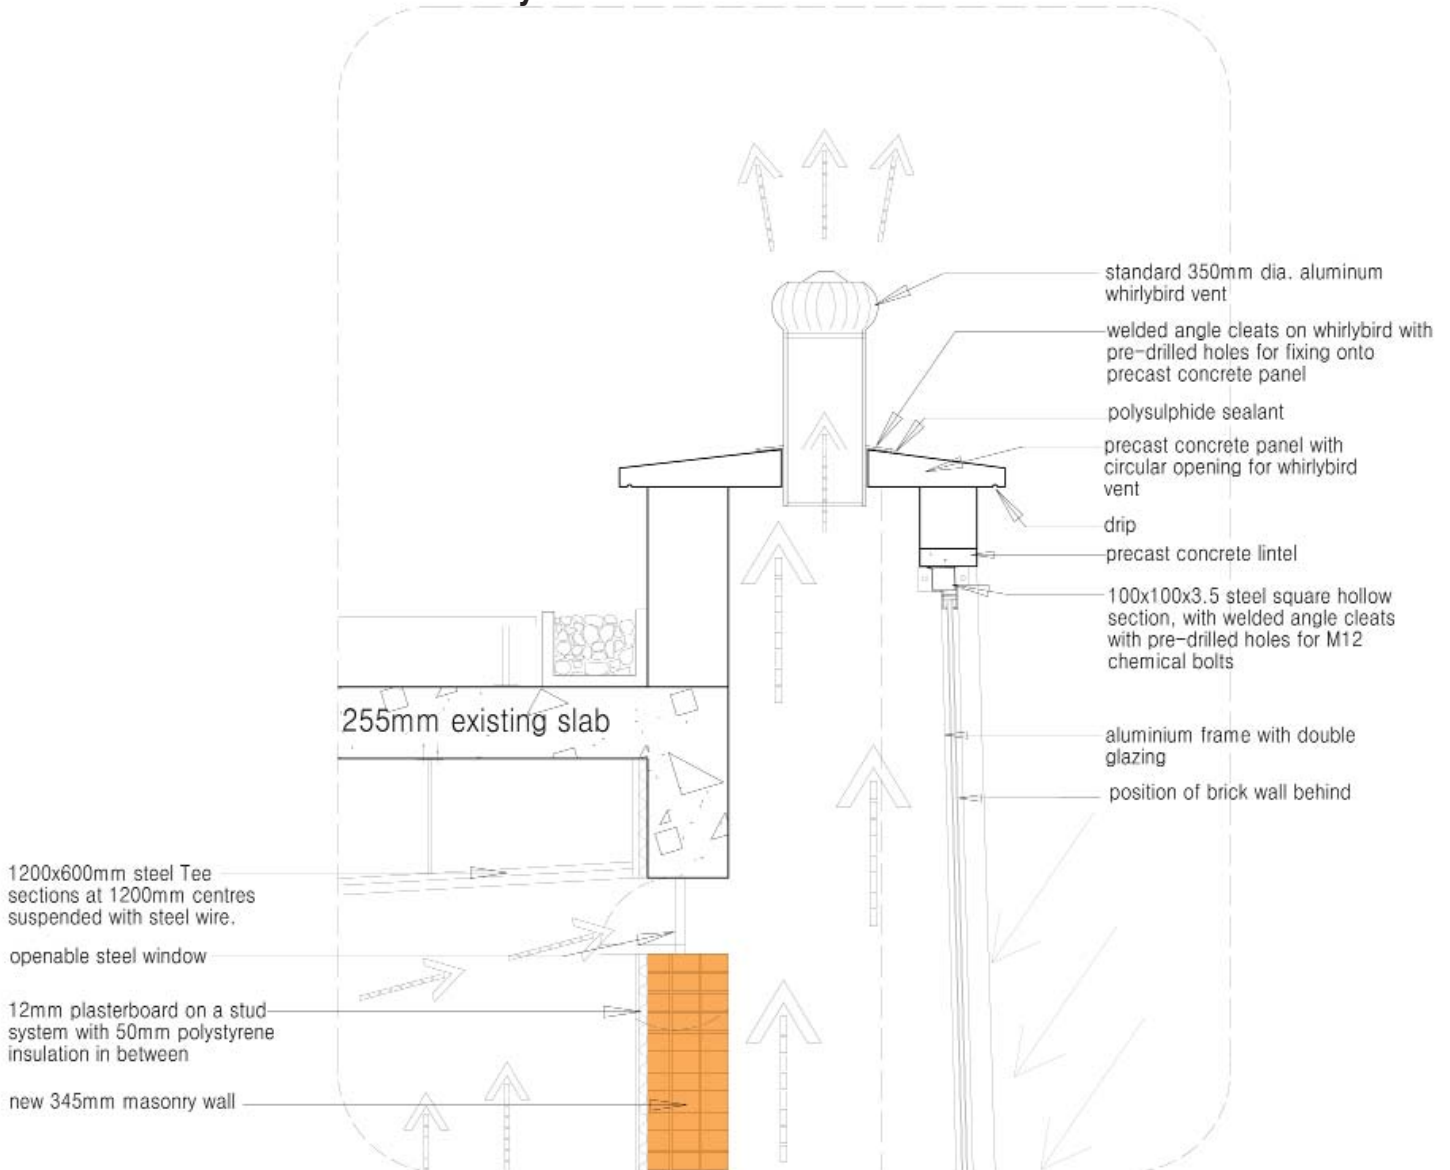 standard 350mm dia. aluminum
whirlybird vent
welded angle cleats on whirlybird with
pre-drilled holes for fixing onto
precast concrete panel
polysulphide sealant
precast concrete panel with
circular opening for whirlybird
vent
drip
precast concrete lintel
100x100x3.5 steel square hollow
section, with welded angle cleats
with pre-drilled holes for M12
chemical bolts
255mm existing slab
aluminium frame with double
glazing
position of brick wall behind
1200x600mm steel Tee
sections at 1200mm centres
suspended with steel wire.
openable steel window
12mm plasterboard on a stud
system with 50mm polystyrene
insulation in between
new 345mm masonry wall